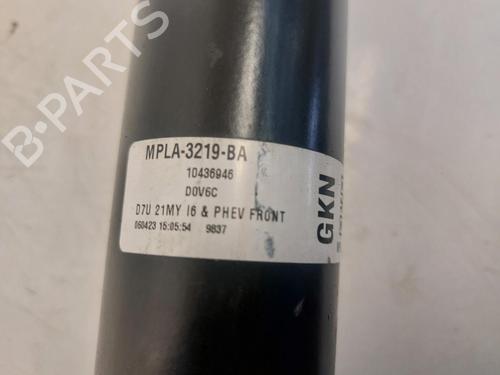 MPLA-3219-BA
10436946
D0V6C
D7U 21MY I6 & PHEV FRONT
060423 15:05:54 9837
GKN
B-PARTS